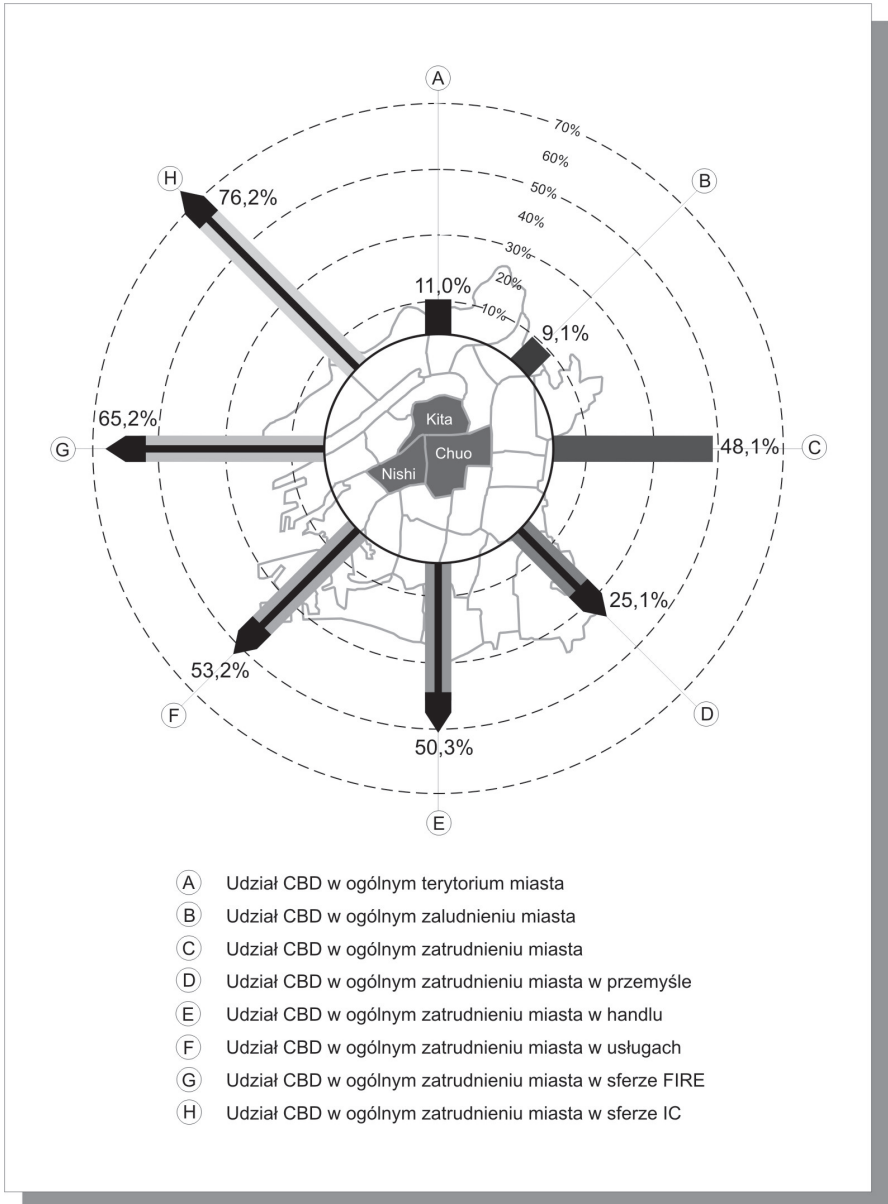 A
70%
60%
50%
40%
30%
20%
10%
H
76,2%
B
11,0%
9,1%
65,2%
G
Kita
Chuo
Nishi
48,1%
C
25,1%
53,2%
F
50,3%
D
E
A Udział CBD w ogólnym terytorium miasta
B Udział CBD w ogólnym zaludnieniu miasta
C Udział CBD w ogólnym zatrudnieniu miasta
D Udział CBD w ogólnym zatrudnieniu miasta w przemyśle
E Udział CBD w ogólnym zatrudnieniu miasta w handlu
F Udział CBD w ogólnym zatrudnieniu miasta w usługach
G Udział CBD w ogólnym zatrudnieniu miasta w sferze FIRE
H Udział CBD w ogólnym zatrudnieniu miasta w sferze IC